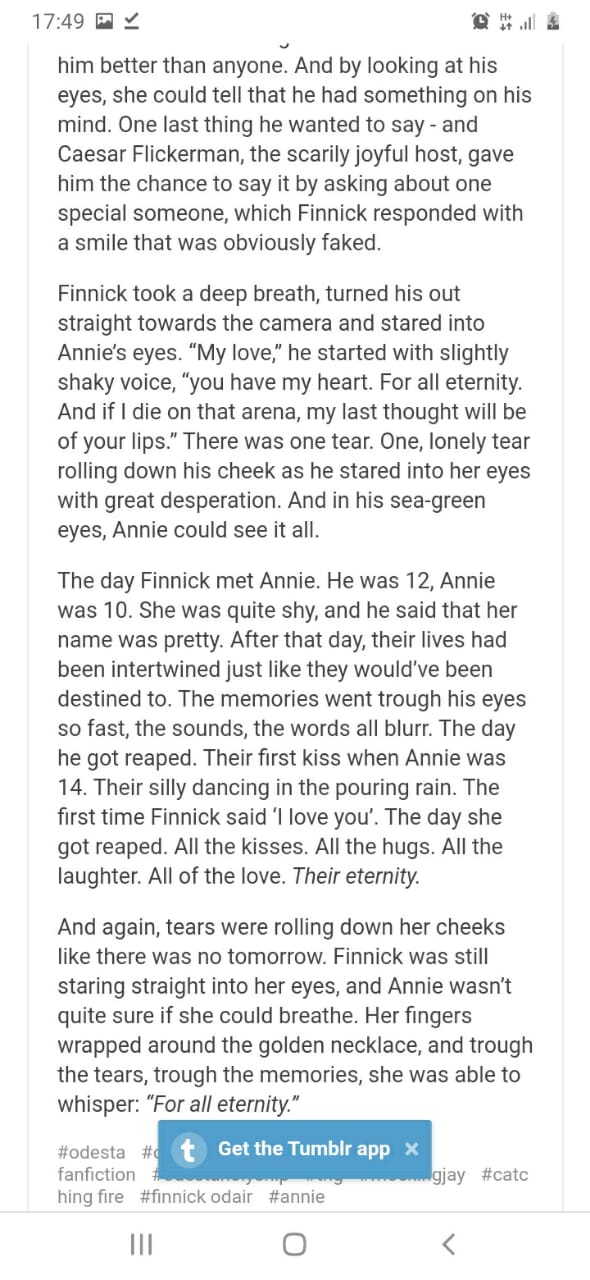 17:49
him better than anyone. And by looking at his
eyes, she could tell that he had something on his
mind. One last thing he wanted to say - and
Caesar Flickerman, the scarily joyful host, gave
him the chance to say it by asking about one
special someone, which Finnick responded with
a smile that was obviously faked.
Finnick took a deep breath, turned his out
straight towards the camera and stared into
Annie's eyes. “My love,” he started with slightly
shaky voice, “you have my heart. For all eternity.
And if I die on that arena, my last thought will be
of your lips.” There was one tear. One, lonely tear
rolling down his cheek as he stared into her eyes
with great desperation. And in his sea-green
eyes, Annie could see it all.
The day Finnick met Annie. He was 12, Annie
was 10. She was quite shy, and he said that her
name was pretty. After that day, their lives had
been intertwined just like they would've been
destined to. The memories went trough his eyes
so fast, the sounds, the words all blurr. The day
he got reaped. Their first kiss when Annie was
14. Their silly dancing in the pouring rain. The
first time Finnick said ‘I love you’. The day she
got reaped. All the kisses. All the hugs. All the
laughter. All of the love. Their eternity.
And again, tears were rolling down her cheeks
like there was no tomorrow. Finnick was still
staring straight into her eyes, and Annie wasn't
quite sure if she could breathe. Her fingers
wrapped around the golden necklace, and trough
the tears, trough the memories, she was able to
whisper: “For all eternity.”
#odesta
Get the Tumblr app ×
fanfiction gjay #catc
hing fire #finnick odair #annie